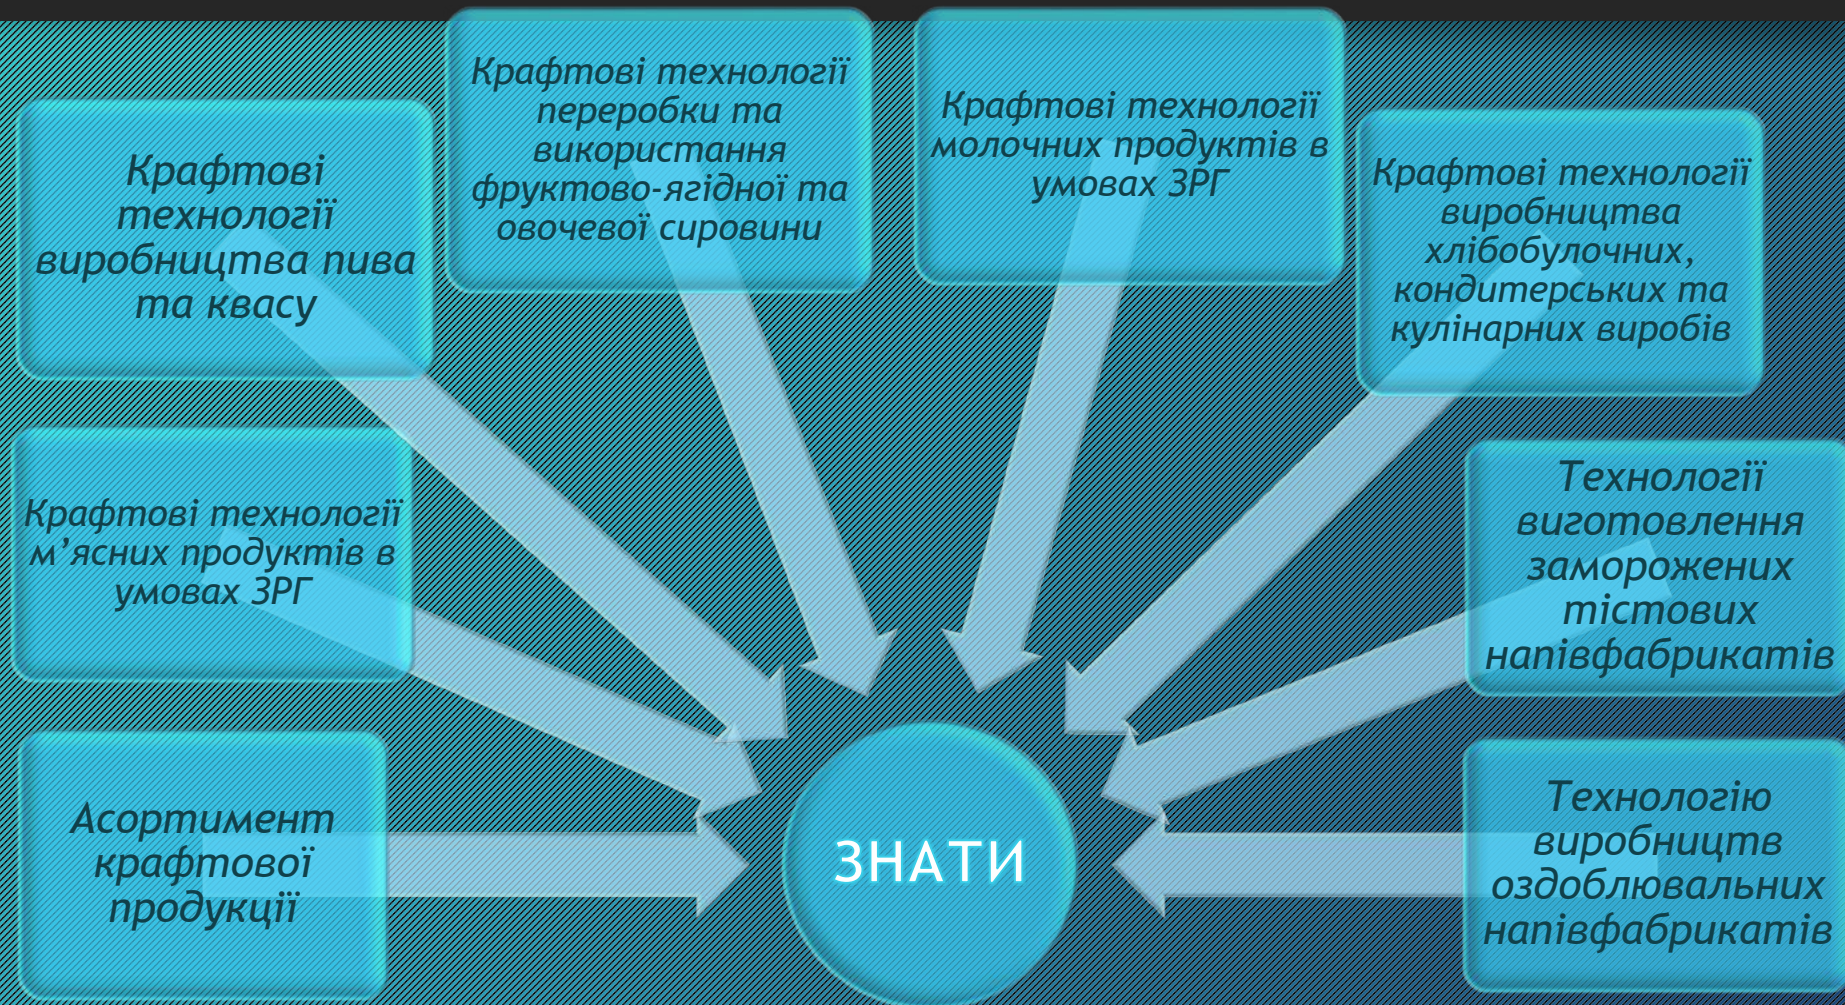 Крафтові
технології
виробництва пива
та квасу
Крафтові технології
переробки та
використання
фруктово-ягідної та
овочевої сировини
Крафтові технології
молочних продуктів в
умовах ЗРГ
Крафтові технології
виробництва
хлібобулочних,
кондитерських та
кулінарних виробів
Крафтові технології
м’ясних продуктів в
умовах ЗРГ
Технології
виготовлення
заморожених
тістових
напівфабрикатів
Асортимент
крафтової
продукції
ЗНАТИ
Технологію
виробництв
оздоблювальних
напівфабрикатів